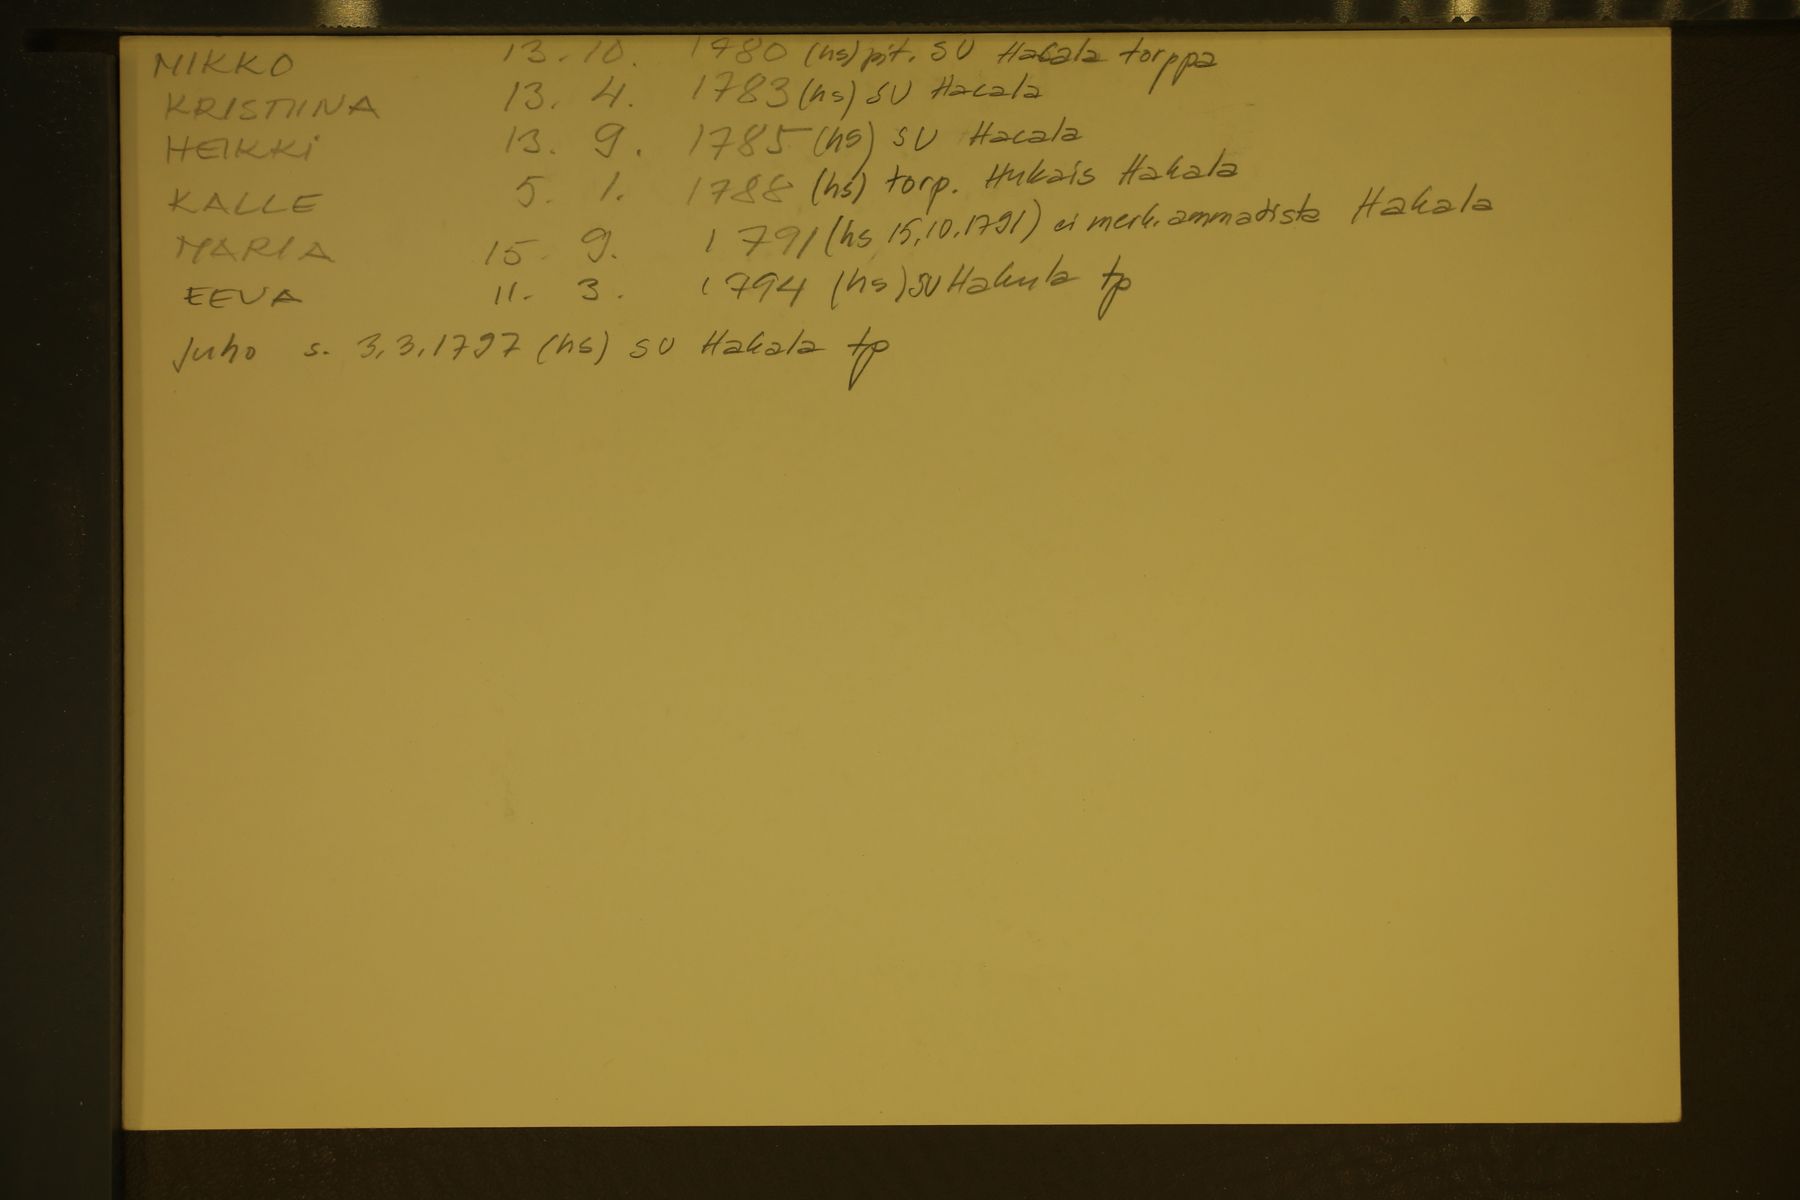 MIKKO 13. 10. 1780 (hs) pit. SU Hakala torppa
KRISTIINA 13. 4. 1783 (hs) SU Hacala
HEIKKI 13. 9. 1785 (hs) SU Hacala
KALLE 5. 1. 1788 (hs) torp. Hukais Hakala
MARIA 15. 9. 1791 (hs 15.10.1791) ei merk. ammatista Hakala
EEVA 11. 3. 1794 (hs) SU Hakula tp
Juho s. 3.3.1797 (hs) SU Hakala tp